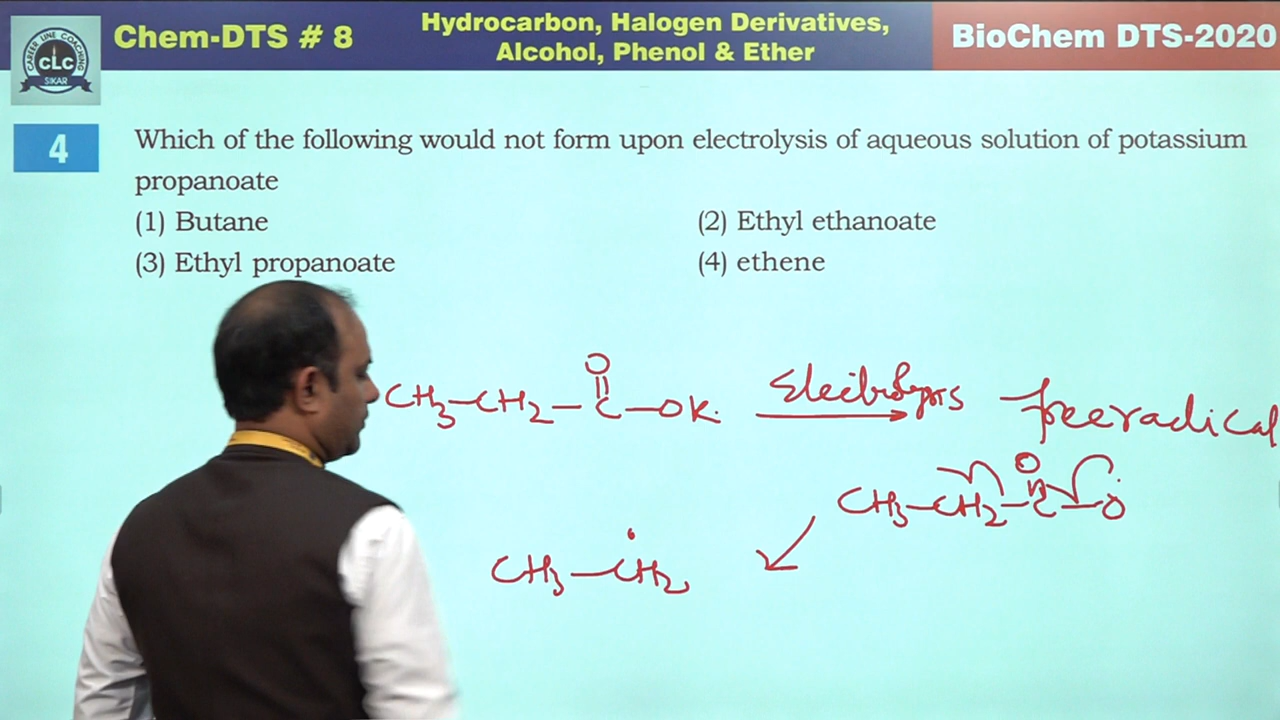 Chem-DTS # 8
Hydrocarbon, Halogen Derivatives,
Alcohol, Phenol & Ether
BioChem DTS-2020
CAREER LINE COACHING
CLC
SIKAR
4
Which of the following would not form upon electrolysis of aqueous solution of potassium
propanoate
(1) Butane
(2) Ethyl ethanoate
(3) Ethyl propanoate
(4) ethene
O
CH₃–CH₂–C–OK
Electrolysis
freeradical
O
CH₃–CH₂–C–O
CH₃–CH₂